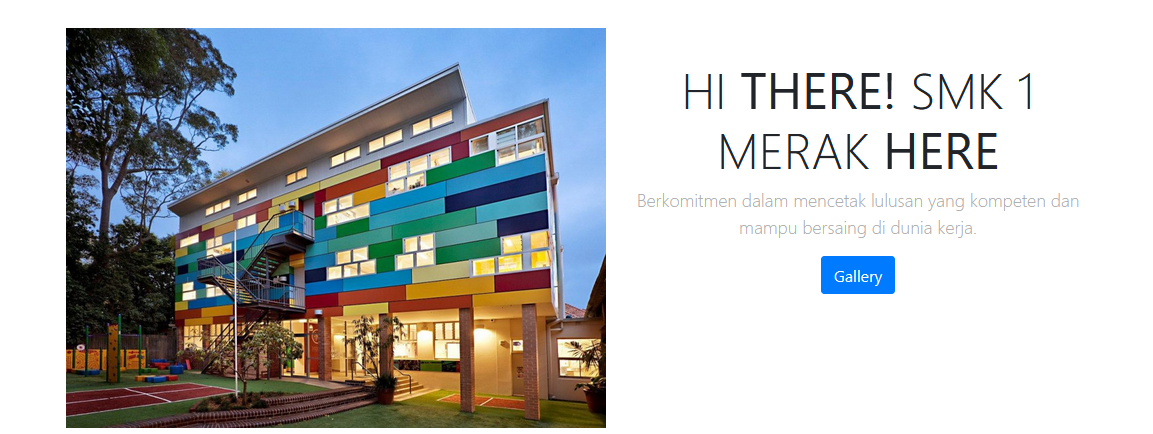 HI THERE! SMK 1
MERAK HERE
Berkomitmen dalam mencetak lulusan yang kompeten dan
mampu bersaing di dunia kerja.
Gallery